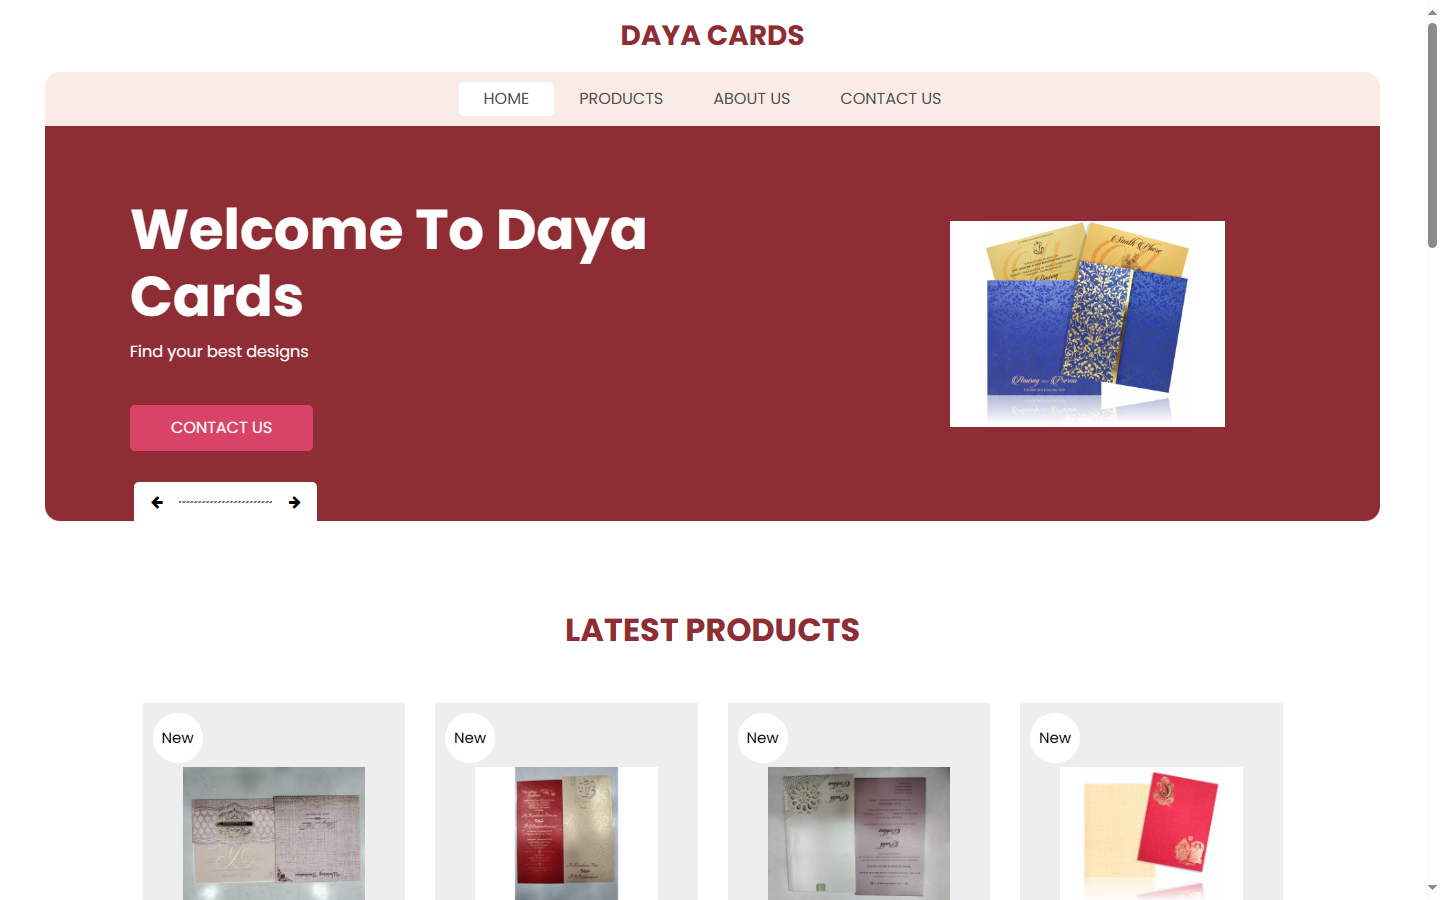 DAYA CARDS
HOME
PRODUCTS
ABOUT US
CONTACT US
Welcome To Daya
Cards
Find your best designs
CONTACT US
LATEST PRODUCTS
New
New
New
New